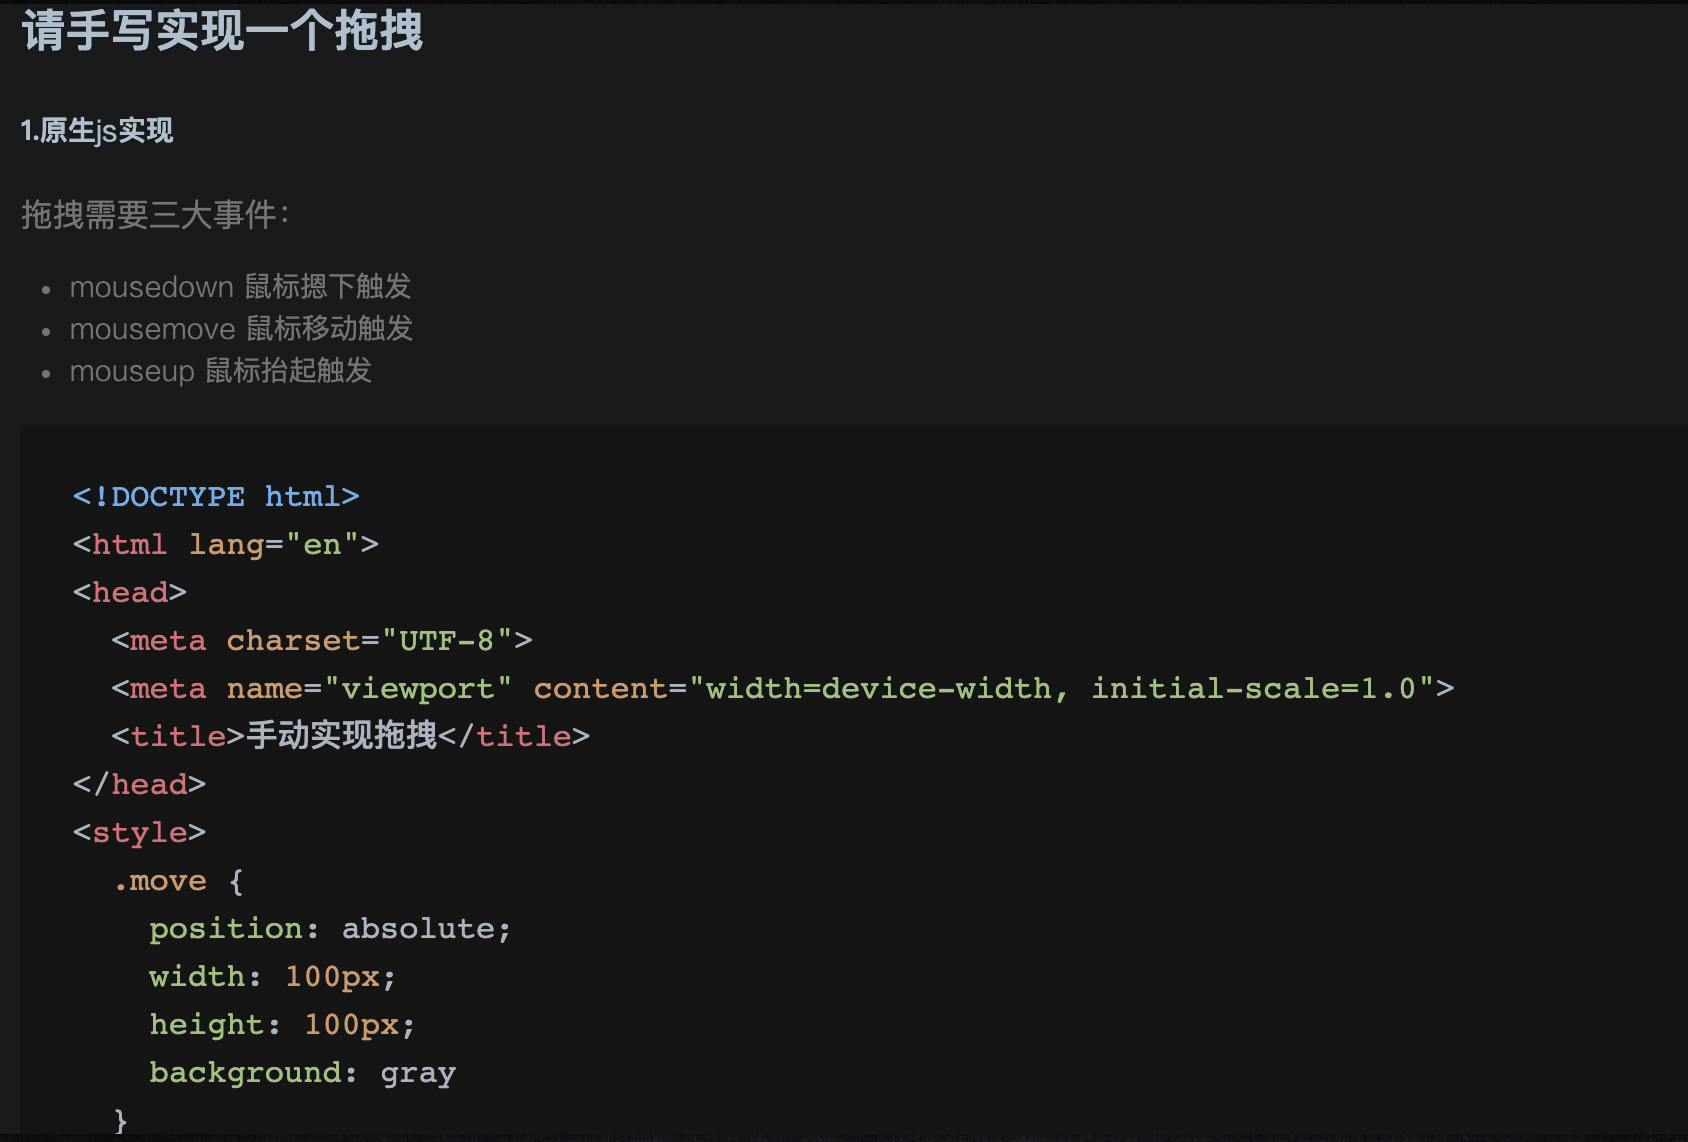 请手写实现一个拖拽
1.原生js实现
拖拽需要三大事件：
• mousedown 鼠标摁下触发
• mousemove 鼠标移动触发
• mouseup 鼠标抬起触发
<!DOCTYPE html>
<html lang="en">
<head>
  <meta charset="UTF-8">
  <meta name="viewport" content="width=device-width, initial-scale=1.0">
  <title>手动实现拖拽</title>
</head>
<style>
  .move {
    position: absolute;
    width: 100px;
    height: 100px;
    background: gray
  }